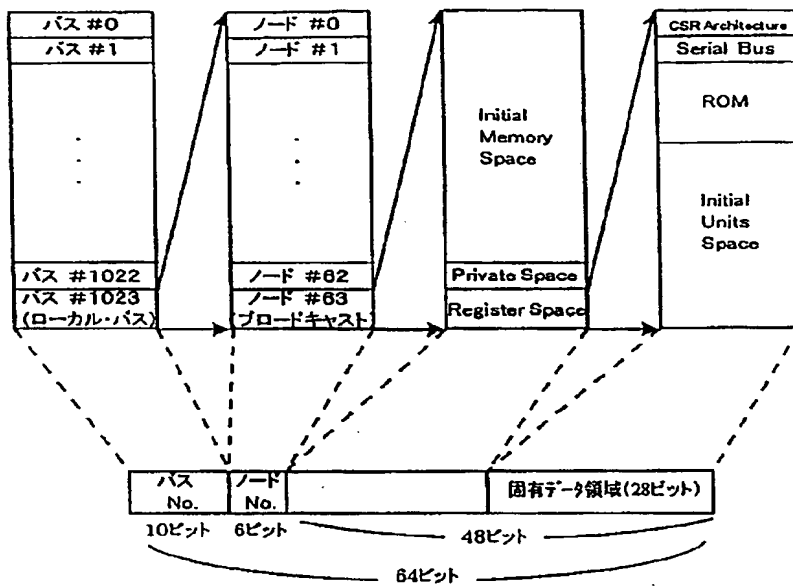 バス #0
バス #1
バス #1022
バス #1023
(ローカル・バス)
ノード #0
ノード #1
ノード #62
ノード #63
(ブロードキャスト)
Initial
Memory
Space
Private Space
Register Space
CSR Architecture
Serial Bus
ROM
Initial
Units
Space
バス
No.
ノード
No.
固有データ領域(28ビット)
10ビット
6ビット
48ビット
64ビット